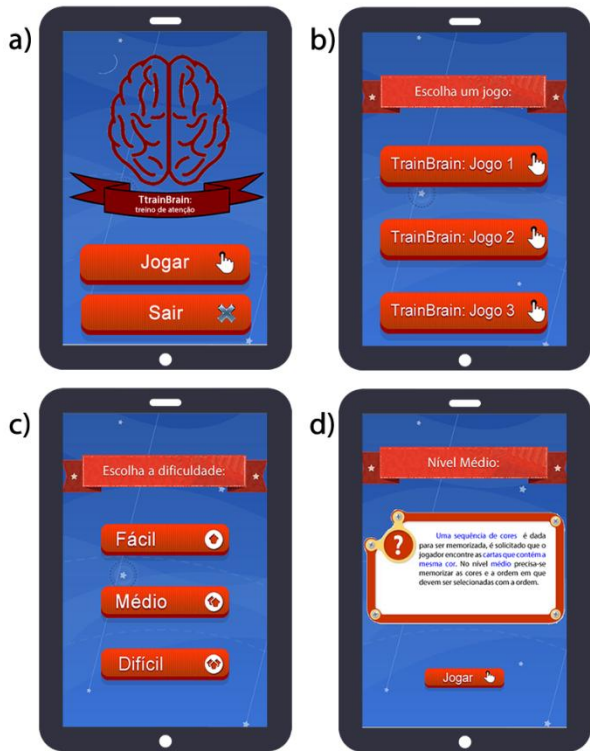 a)
TtrainBrain:
treino de atenção
Jogar
Sair
b)
Escolha um jogo:
TrainBrain: Jogo 1
TrainBrain: Jogo 2
TrainBrain: Jogo 3
c)
Escolha a dificuldade:
Fácil
Médio
Difícil
d)
Nível Médio:
?
Uma sequência de cores é dada
para ser memorizada, é solicitado que o
jogador encontre as cartas que contém a
mesma cor. No nível médio precisa-se
memorizar as cores e a ordem em que
devem ser selecionadas com a ordem.
Jogar